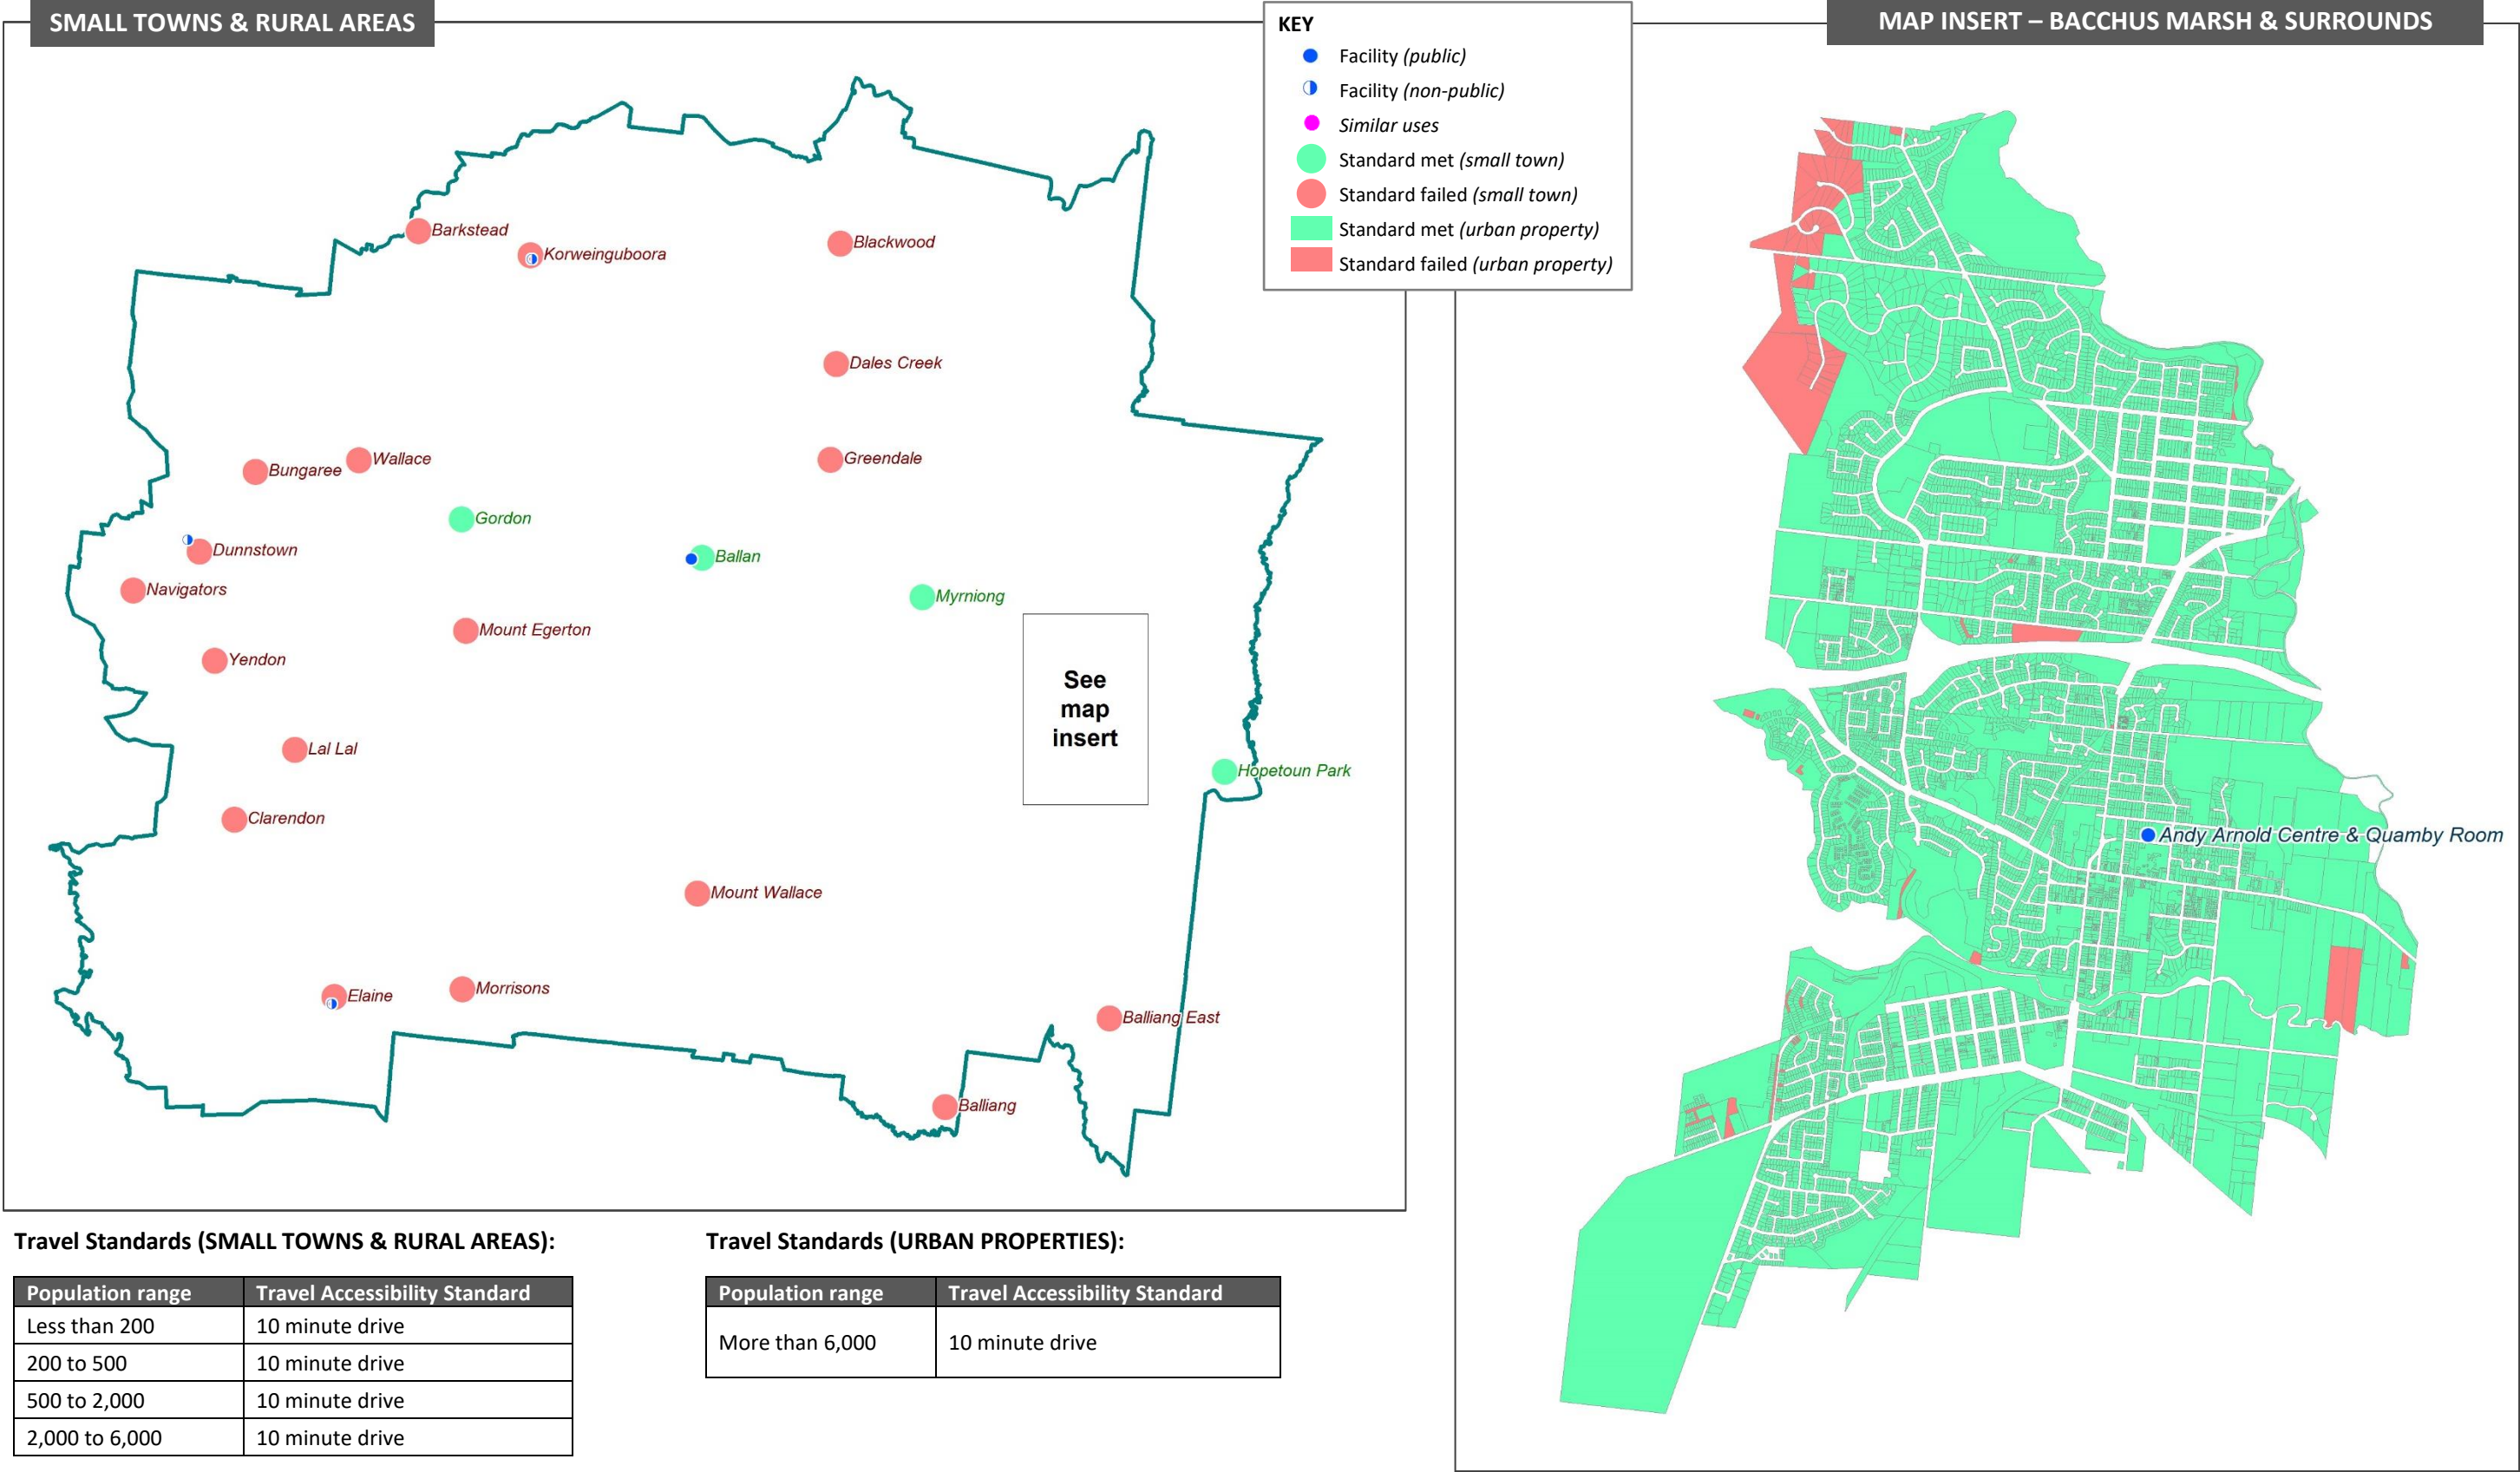 SMALL TOWNS & RURAL AREAS
KEY
Facility (public)
Facility (non-public)
Similar uses
Standard met (small town)
Standard failed (small town)
Standard met (urban property)
Standard failed (urban property)
MAP INSERT – BACCHUS MARSH & SURROUNDS
Barkstead
Korweinguboora
Blackwood
Dales Creek
Wallace
Greendale
Bungaree
Gordon
Dunnstown
Ballan
Navigators
Myrniong
Mount Egerton
Yendon
See
map
insert
Lal Lal
Hopetoun Park
Clarendon
Mount Wallace
Morrisons
Elaine
Balliang East
Balliang
Andy Arnold Centre & Quamby Room
Travel Standards (SMALL TOWNS & RURAL AREAS):
Population range Travel Accessibility Standard
Less than 200 10 minute drive
200 to 500 10 minute drive
500 to 2,000 10 minute drive
2,000 to 6,000 10 minute drive
Travel Standards (URBAN PROPERTIES):
Population range Travel Accessibility Standard
More than 6,000 10 minute drive